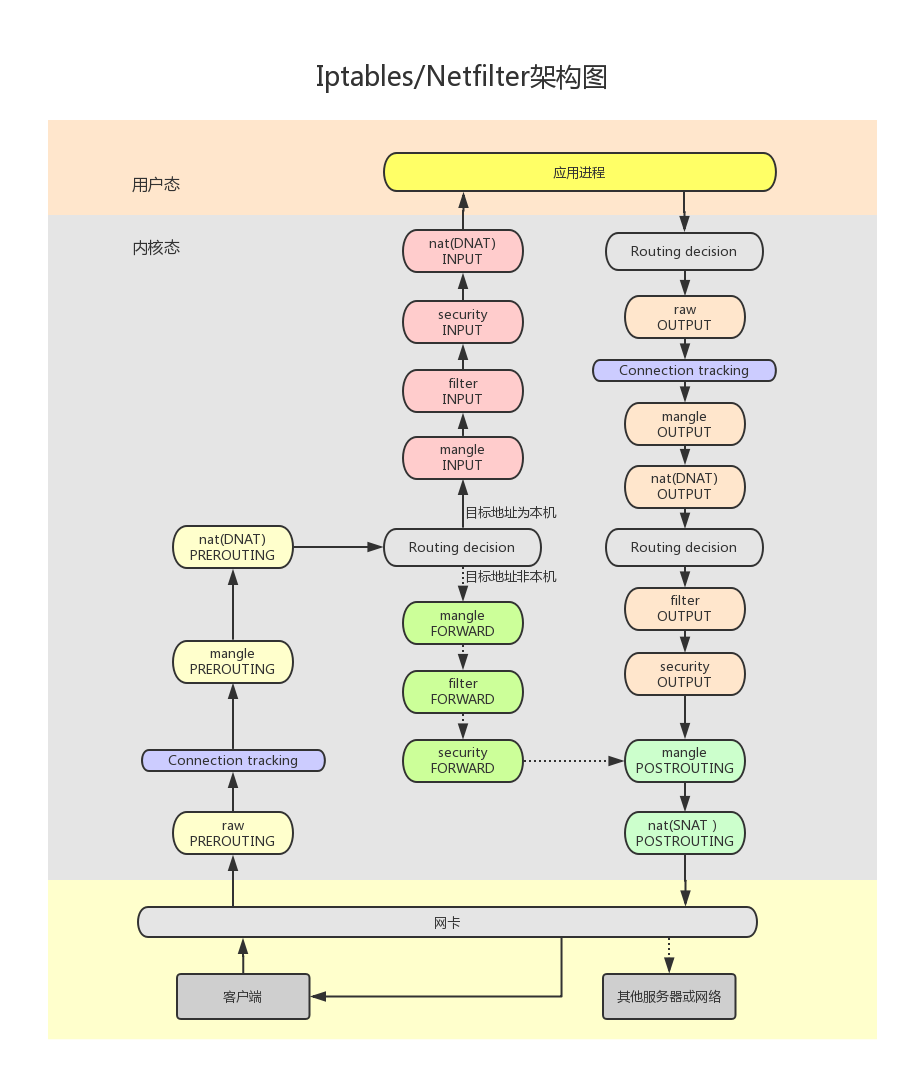 Iptables/Netfilter架构图
用户态
应用进程
内核态
nat(DNAT)
INPUT
security
INPUT
filter
INPUT
mangle
INPUT
目标地址为本机
Routing decision
raw
OUTPUT
Connection tracking
mangle
OUTPUT
nat(DNAT)
OUTPUT
nat(DNAT)
PREROUTING
Routing decision
Routing decision
目标地址非本机
mangle
FORWARD
filter
FORWARD
security
FORWARD
filter
OUTPUT
security
OUTPUT
mangle
PREROUTING
Connection tracking
raw
PREROUTING
mangle
POSTROUTING
nat(SNAT )
POSTROUTING
网卡
客户端
其他服务器或网络